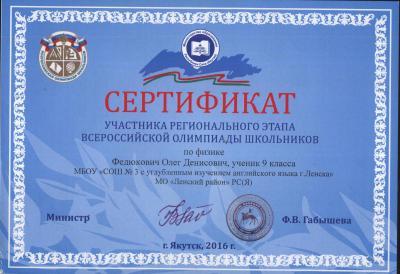 СЕРТИФИКАТ
УЧАСТНИКА РЕГИОНАЛЬНОГО ЭТАПА
ВСЕРОССИЙСКОЙ ОЛИМПИАДЫ ШКОЛЬНИКОВ
по физике
Федюкович Олег Денисович, ученик 9 класса
МБОУ «СОШ № 3 с углубленным изучением английского языка г.Ленска»
МО «Ленский район» РС(Я)
Министр Ф.В. Габышева
г. Якутск, 2016 г.